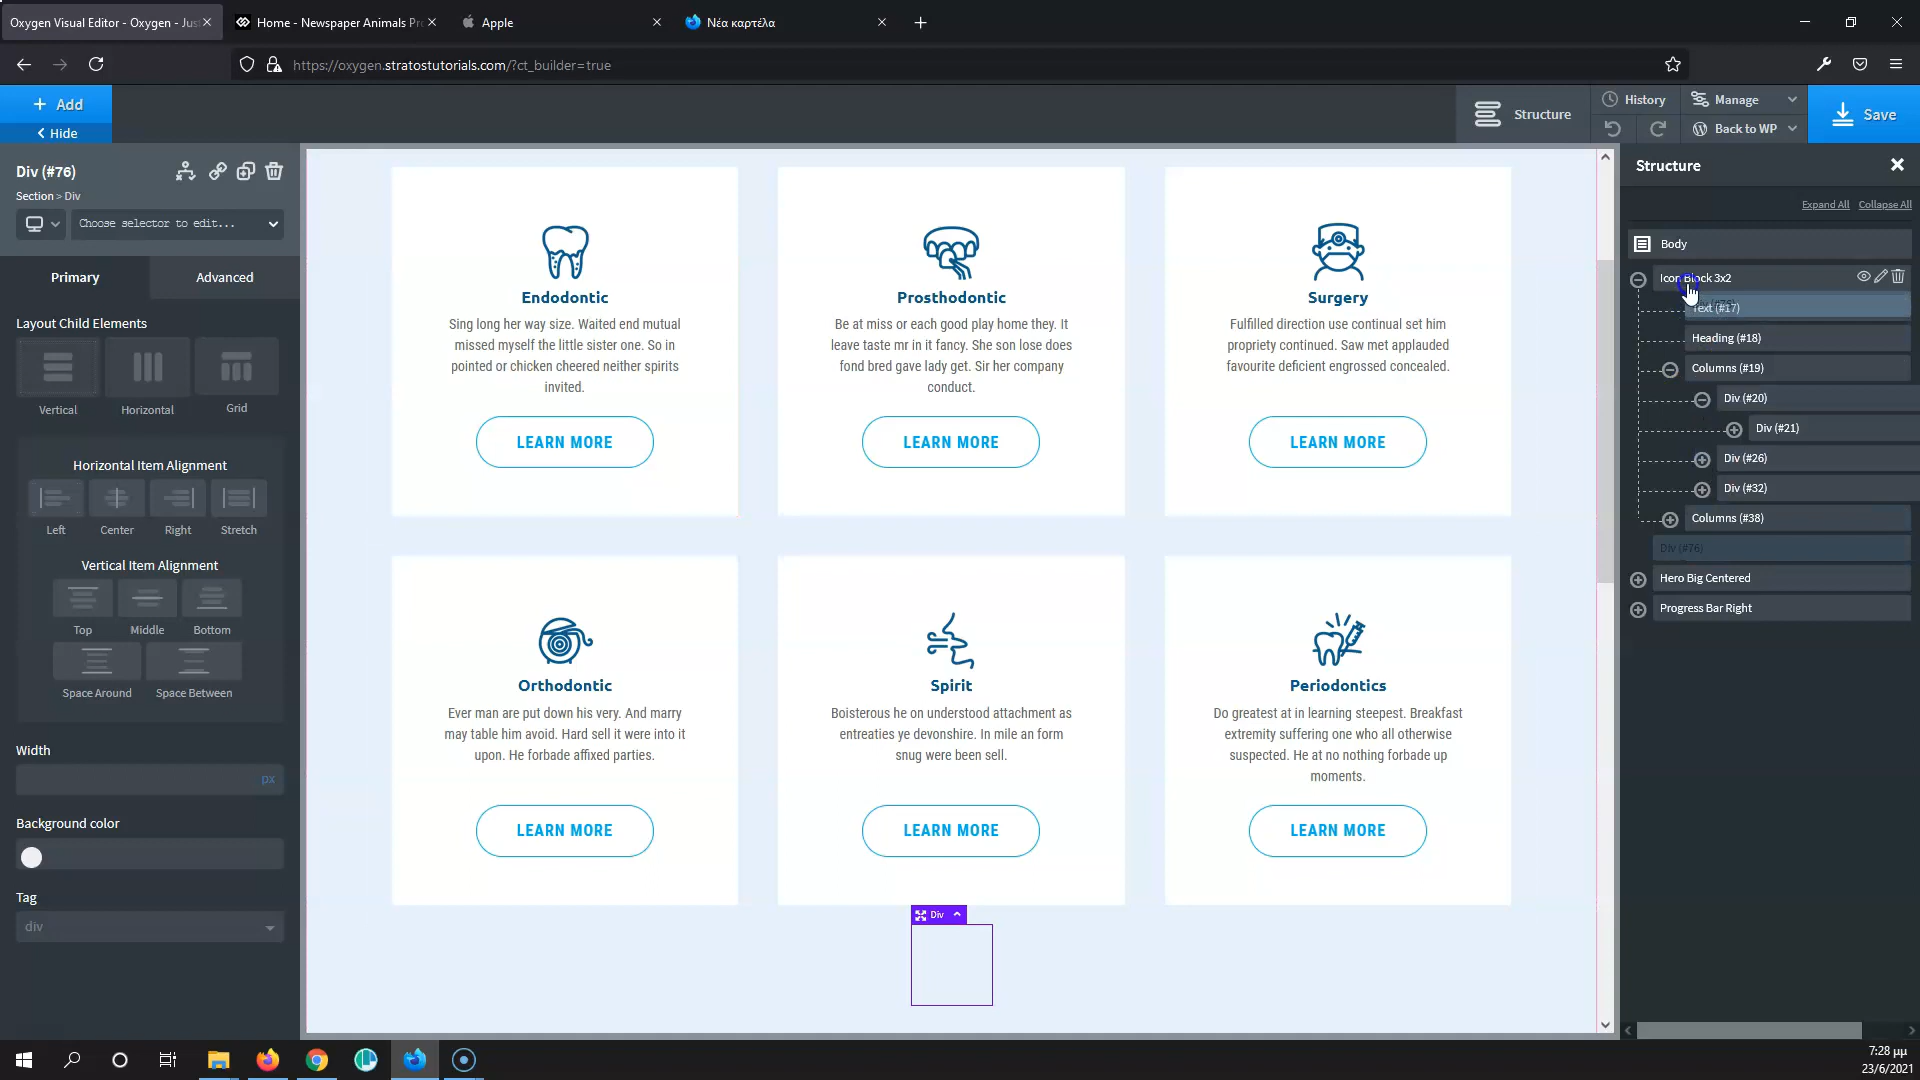 Oxygen Visual Editor - Oxygen - Jus
Home - Newspaper Animals Pr
Apple
Νέα καρτέλα
https://oxygen.stratostutorials.com/?ct_builder=true
Add
Hide
Structure
History
Manage
Back to WP
Save
Div (#76)
Section > Div
Choose selector to edit...
Primary
Advanced
Layout Child Elements
Vertical
Horizontal
Grid
Horizontal Item Alignment
Left
Center
Right
Stretch
Vertical Item Alignment
Top
Middle
Bottom
Space Around
Space Between
Width
px
Background color
Tag
div
Endodontic
Sing long her way size. Waited end mutual
missed myself the little sister one. So in
pointed or chicken cheered neither spirits
invited.
LEARN MORE
Prosthodontic
Be at miss or each good play home they. It
leave taste mr in it fancy. She son lose does
fond bred gave lady get. Sir her company
conduct.
LEARN MORE
Surgery
Fulfilled direction use continual set him
propriety continued. Saw met applauded
favourite deficient engrossed concealed.
LEARN MORE
Orthodontic
Ever man are put down his very. And marry
may table him avoid. Hard sell it were into it
upon. He forbade affixed parties.
LEARN MORE
Spirit
Boisterous he on understood attachment as
entreaties ye devonshire. In mile an form
snug were been sell.
LEARN MORE
Periodontics
Do greatest at in learning steepest. Breakfast
extremity suffering one who all otherwise
suspected. He at no nothing forbade up
moments.
LEARN MORE
Div
Structure
Expand All
Collapse All
Body
Icon Block 3x2
Text (#17)
Heading (#18)
Columns (#19)
Div (#20)
Div (#21)
Div (#26)
Div (#32)
Columns (#38)
Div (#76)
Hero Big Centered
Progress Bar Right
7:28 μμ
23/6/2021